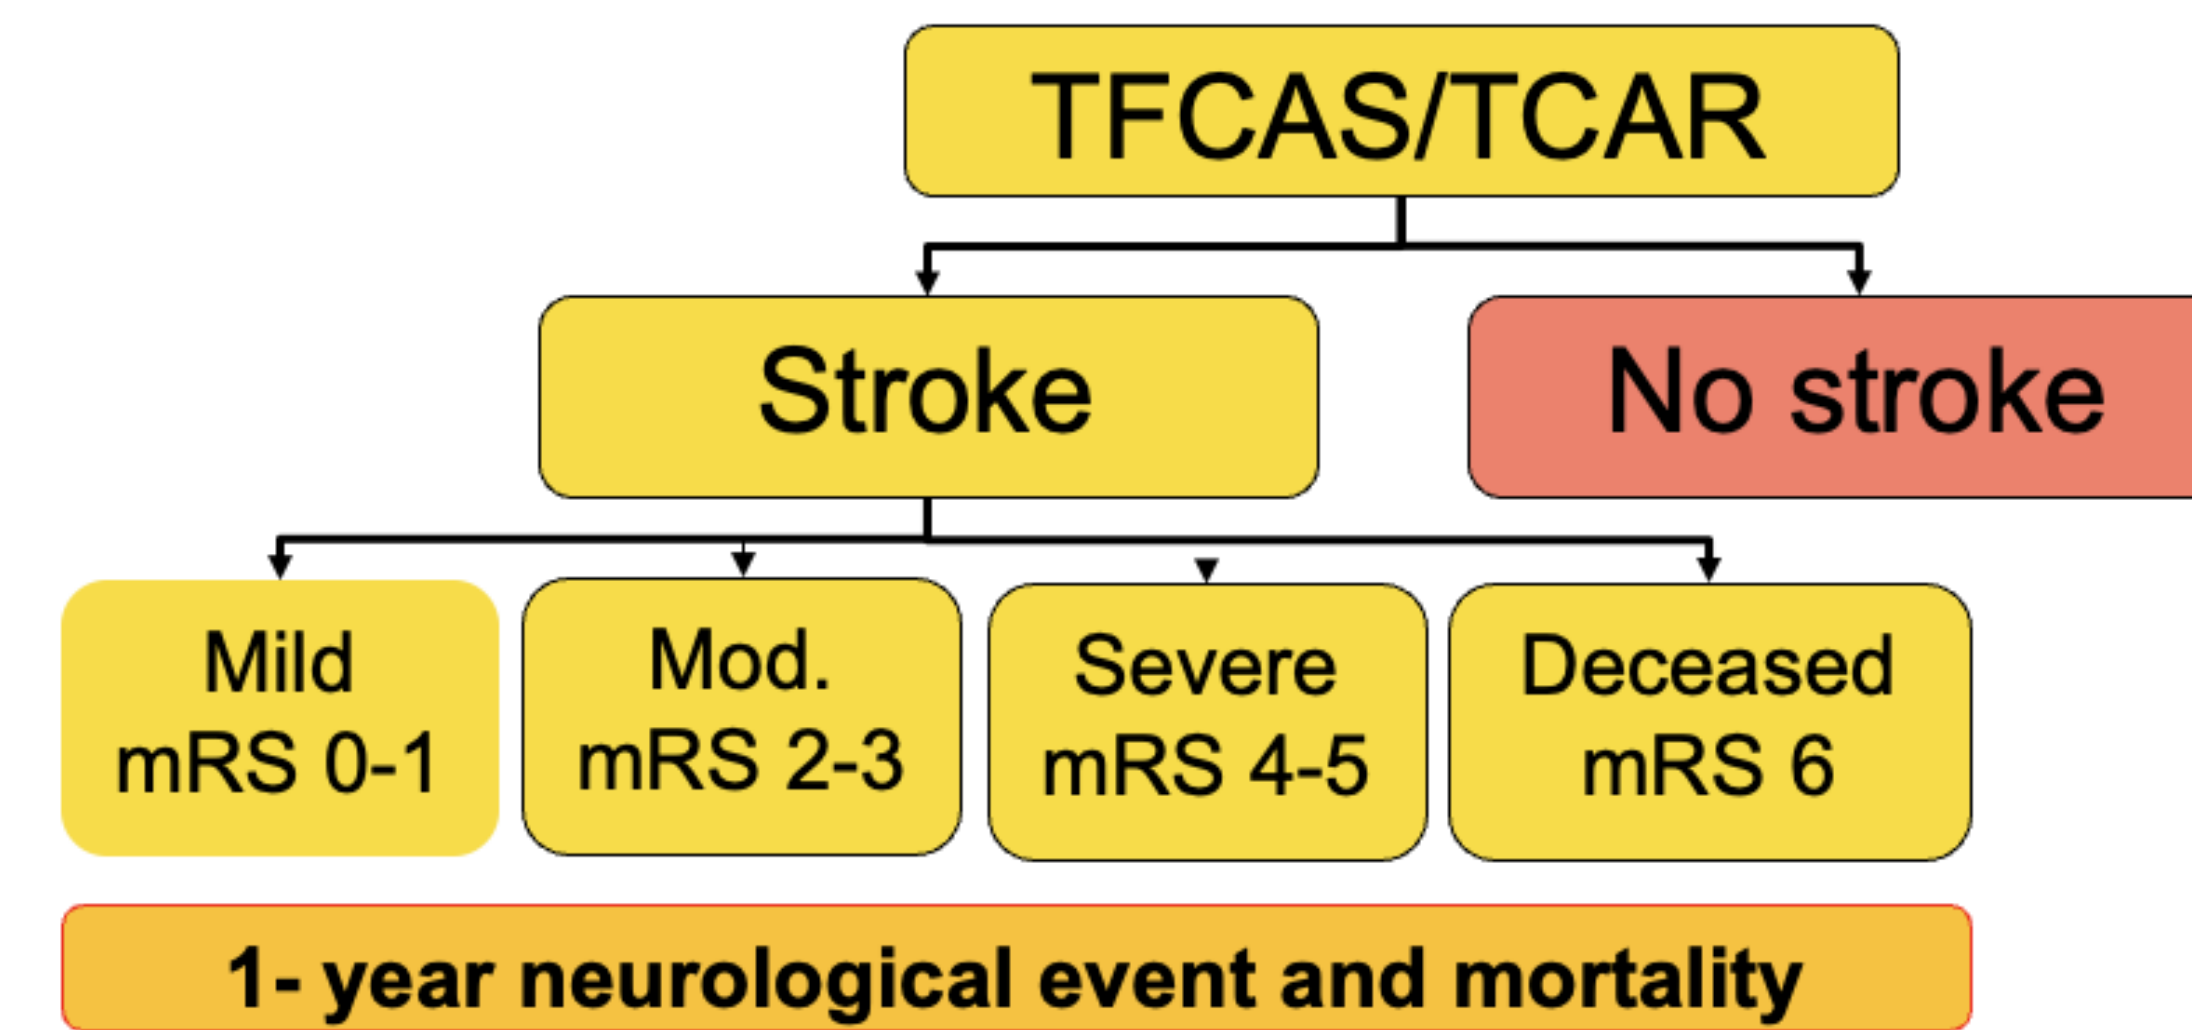 TFCAS/TCAR
Stroke
No stroke
Mild
mRS 0-1
Mod.
mRS 2-3
Severe
mRS 4-5
Deceased
mRS 6
1- year neurological event and mortality